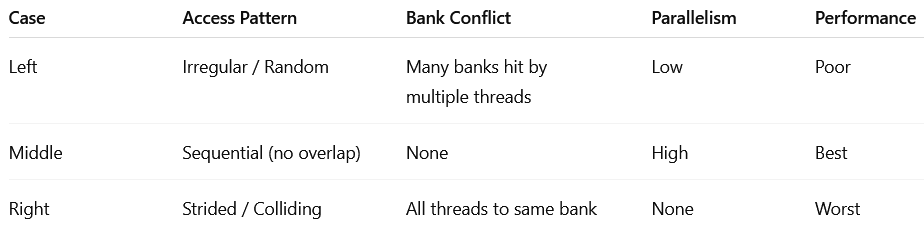 Case Access Pattern Bank Conflict Parallelism Performance
Left Irregular / Random Many banks hit by Low Poor
multiple threads
Middle Sequential (no overlap) None High Best
Right Strided / Colliding All threads to same bank None Worst